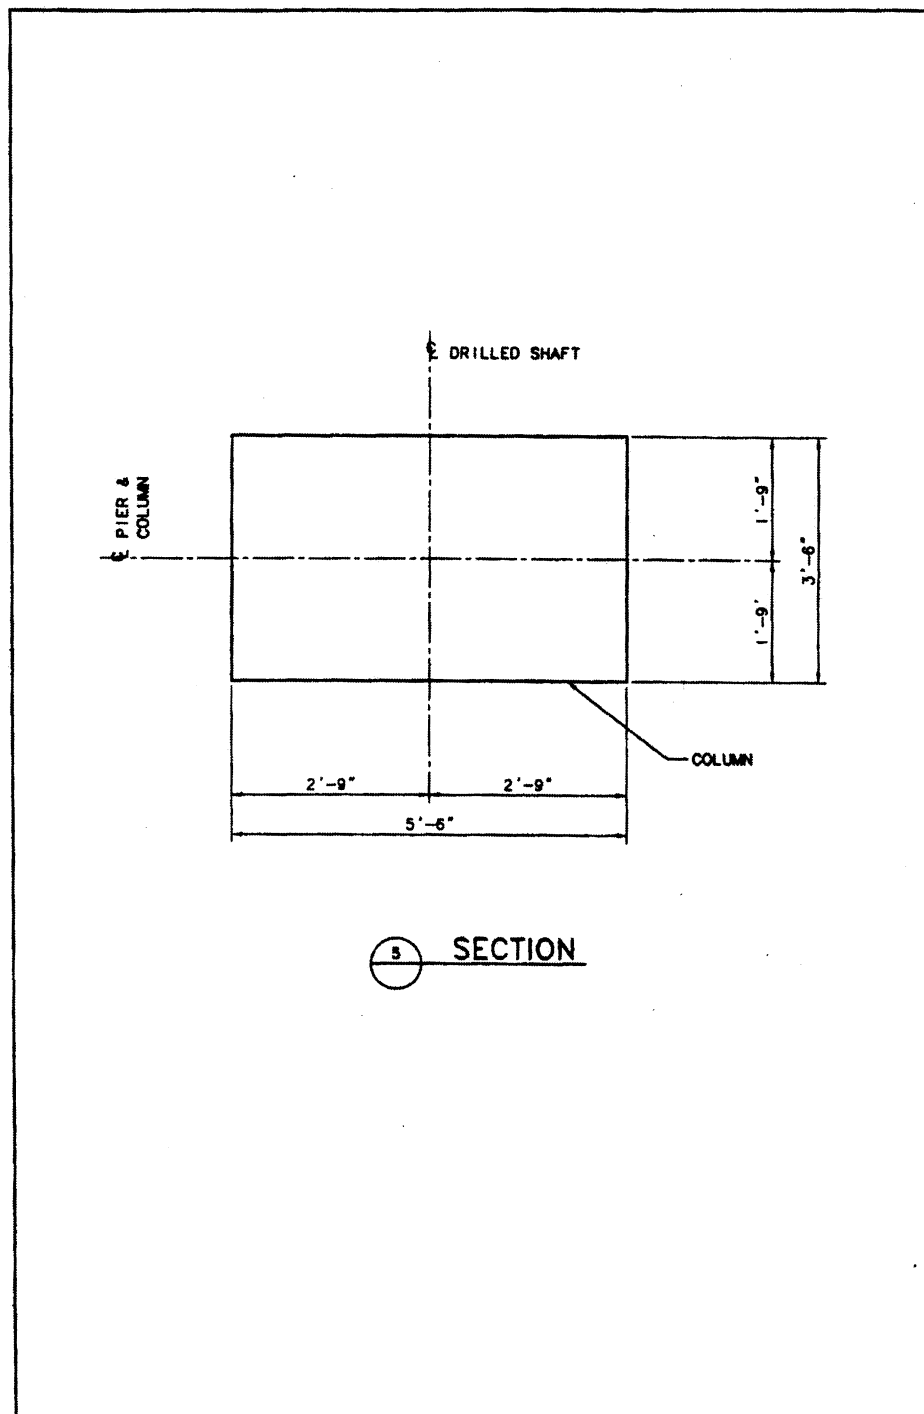 ℄ DRILLED SHAFT
℄ PIER &
COLUMN
1'-9"
3'-6"
1'-9'
COLUMN
2'-9"
2'-9"
5'-6"
5
SECTION